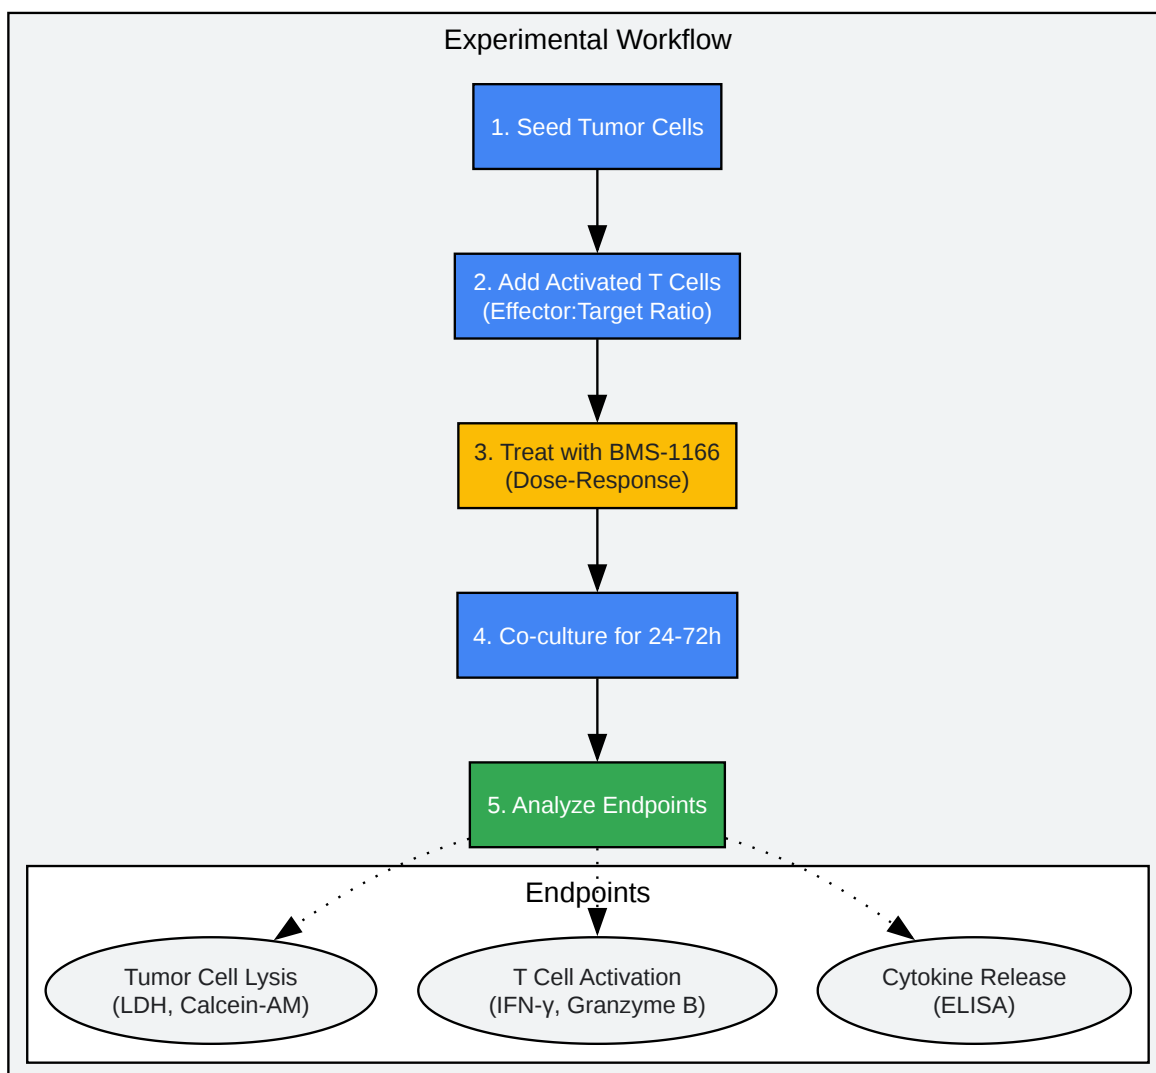 Experimental Workflow
1. Seed Tumor Cells
2. Add Activated T Cells
(Effector:Target Ratio)
3. Treat with BMS-1166
(Dose-Response)
4. Co-culture for 24-72h
5. Analyze Endpoints
Endpoints
Tumor Cell Lysis
(LDH, Calcein-AM)
T Cell Activation
(IFN-γ, Granzyme B)
Cytokine Release
(ELISA)